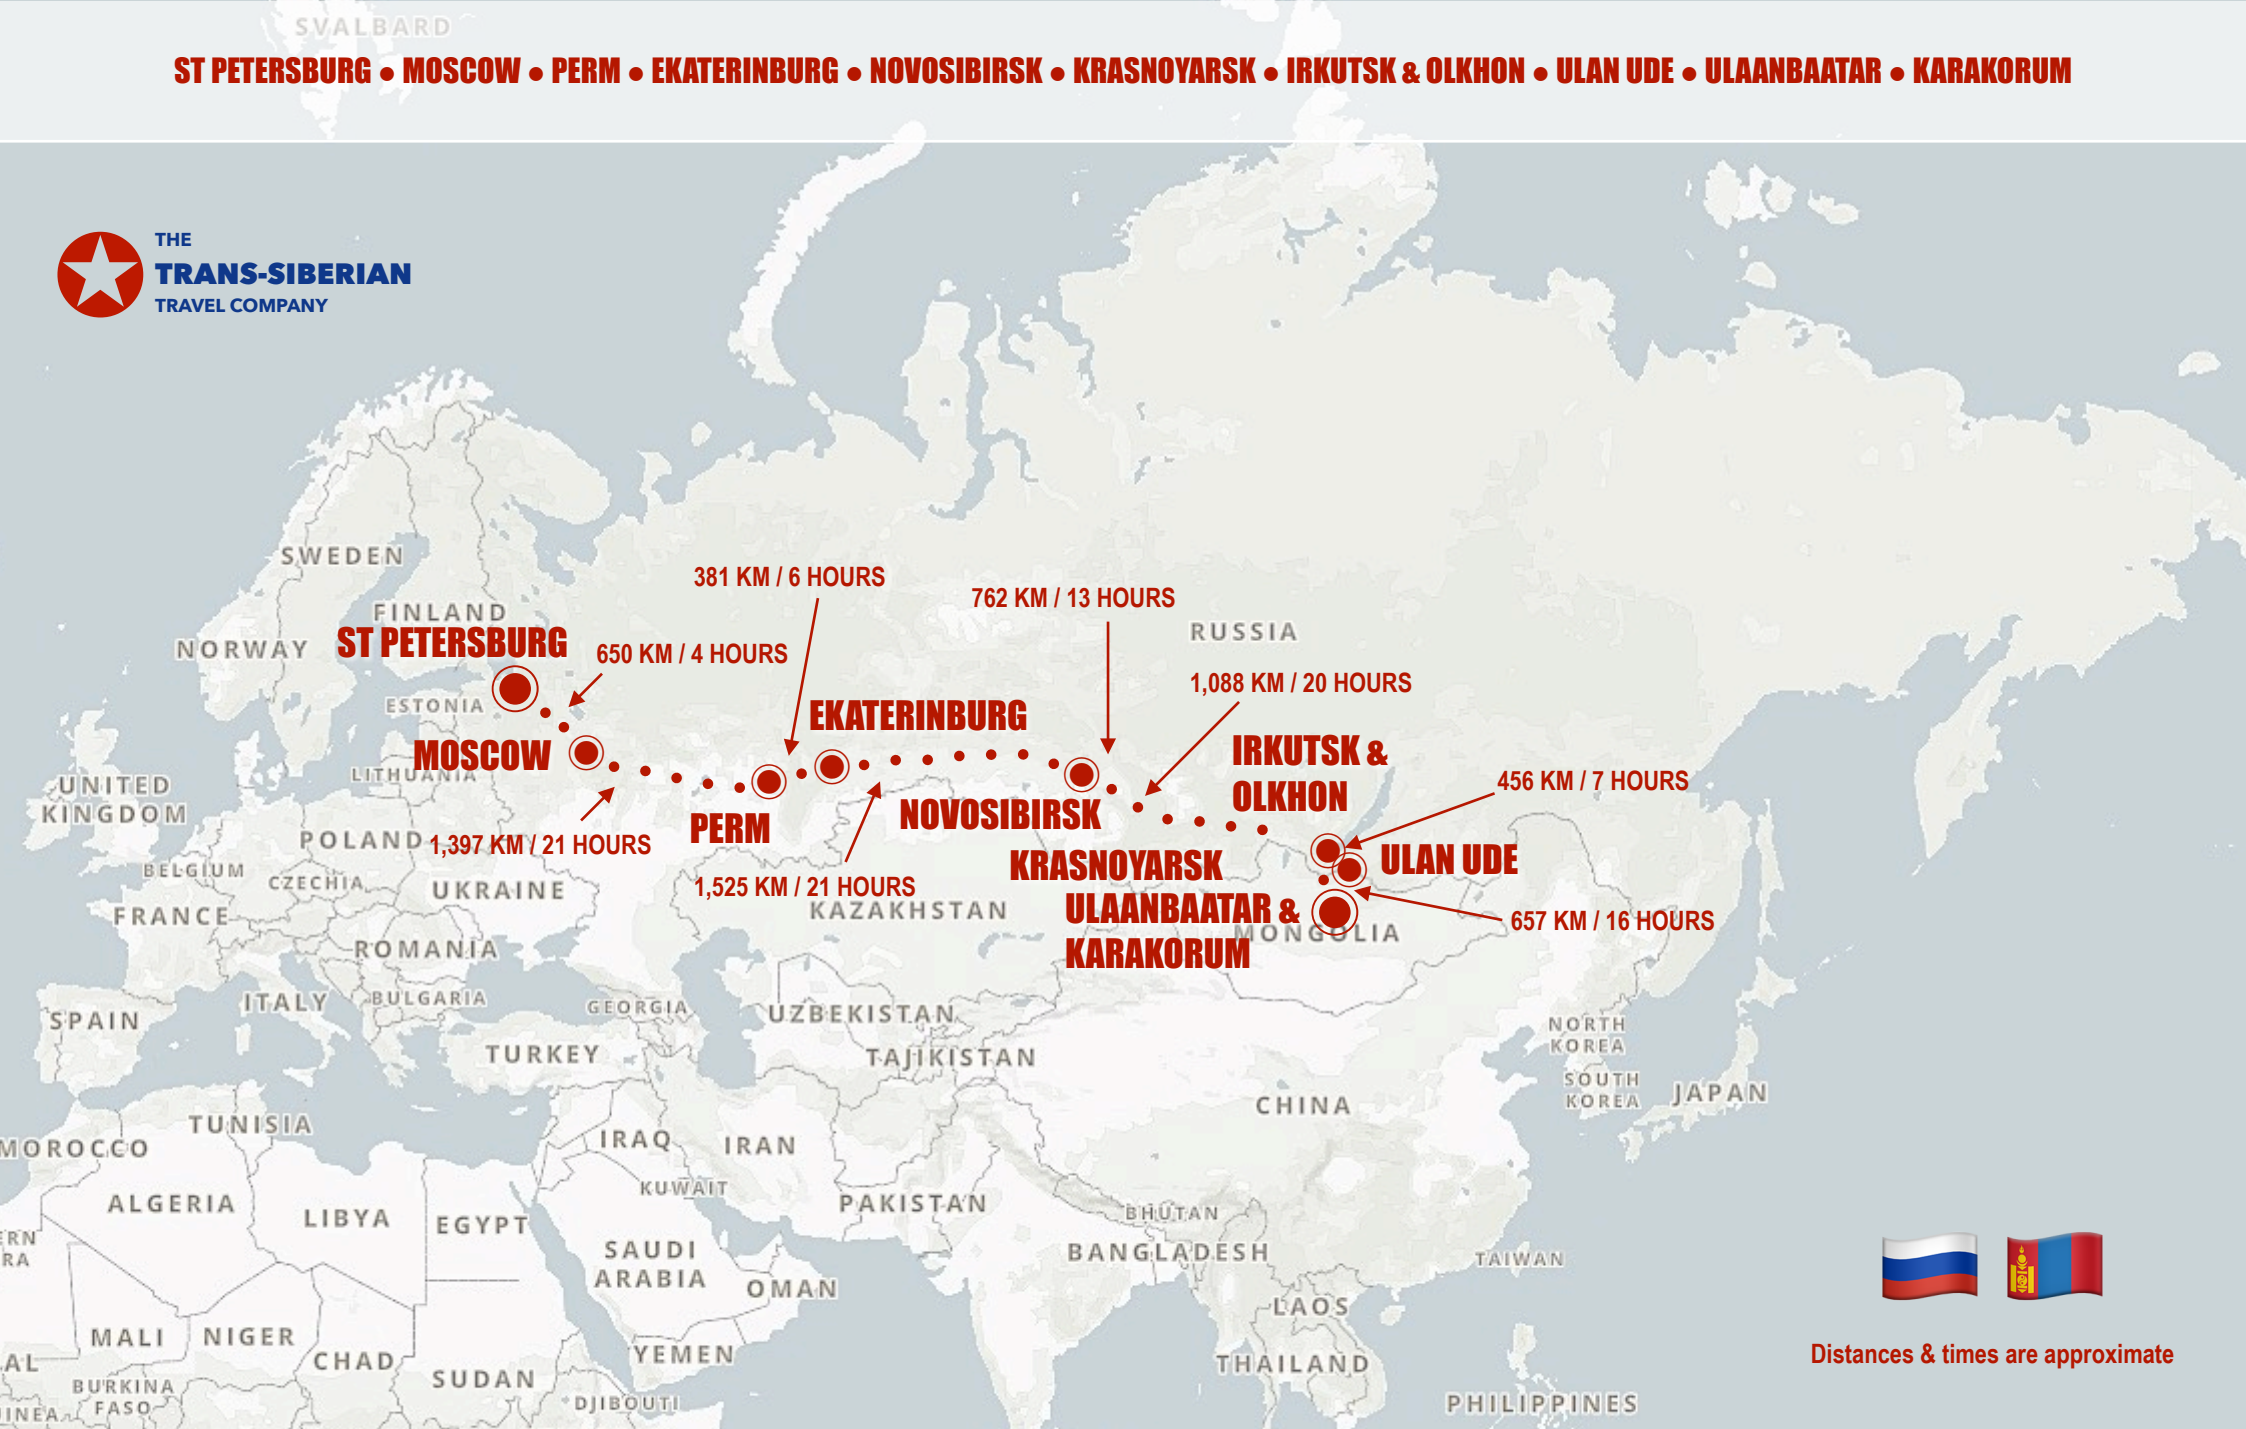 SVALBARD
ST PETERSBURG ● MOSCOW ● PERM ● EKATERINBURG ● NOVOSIBIRSK ● KRASNOYARSK ● IRKUTSK & OLKHON ● ULAN UDE ● ULAANBAATAR ● KARAKORUM
THE
TRANS-SIBERIAN
TRAVEL COMPANY
SWEDEN
381 KM / 6 HOURS
762 KM / 13 HOURS
FINLAND
RUSSIA
ST PETERSBURG
NORWAY
650 KM / 4 HOURS
1,088 KM / 20 HOURS
ESTONIA
EKATERINBURG
MOSCOW
IRKUTSK &
OLKHON
LITHUANIA
456 KM / 7 HOURS
UNITED
KINGDOM
NOVOSIBIRSK
PERM
POLAND
1,397 KM / 21 HOURS
KRASNOYARSK
ULAN UDE
BELGIUM
CZECHIA
UKRAINE
1,525 KM / 21 HOURS
FRANCE
KAZAKHSTAN
ULAANBAATAR &
KARAKORUM
657 KM / 16 HOURS
MONGOLIA
ROMANIA
ITALY
BULGARIA
GEORGIA
UZBEKISTAN
SPAIN
NORTH
KOREA
TURKEY
TAJIKISTAN
SOUTH
KOREA
JAPAN
CHINA
TUNISIA
MOROCCO
IRAQ
IRAN
KUWAIT
ALGERIA
LIBYA
EGYPT
PAKISTAN
BHUTAN
ERN
RA
SAUDI
ARABIA
BANGLADESH
TAIWAN
OMAN
LAOS
MALI
NIGER
CHAD
YEMEN
THAILAND
Distances & times are approximate
AL
SUDAN
BURKINA
FASO
INEA
DJIBOUTI
PHILIPPINES